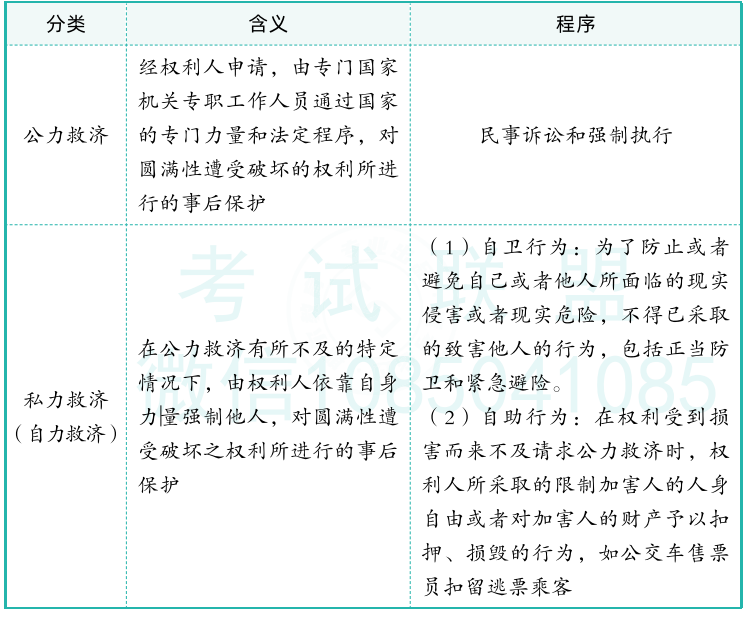 分类
含义
程序
公力救济
经权利人申请，由专门国家
机关专职工作人员通过国家
的专门力量和法定程序，对
圆满性遭受破坏的权利所进
行的事后保护
民事诉讼和强制执行
私力救济
（自力救济）
在公力救济有所不及的特定
情况下，由权利人依靠自身
力量强制他人，对圆满性遭
受破坏之权利所进行的事后
保护
（1）自卫行为：为了防止或者
避免自己或者他人所面临的现实
侵害或者现实危险，不得已采取
的致害他人的行为，包括正当防
卫和紧急避险。
（2）自助行为：在权利受到损
害而来不及请求公力救济时，权
利人所采取的限制加害人的人身
自由或者对加害人的财产予以扣
押、损毁的行为，如公交车售票
员扣留逃票乘客
考试联盟
微信1085041085